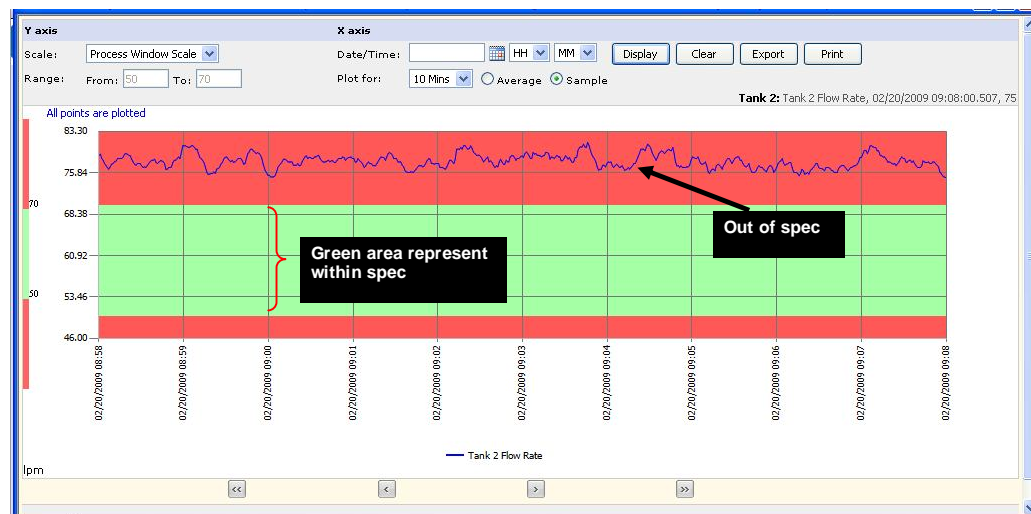 Y axis X axis
Scale: Process Window Scale Date/Time: HH MM Display Clear Export Print
Range: From: 50 To: 70 Plot for: 10 Mins Average Sample
Tank 2: Tank 2 Flow Rate, 02/20/2009 09:08:00.507, 75
All points are plotted
83.30
75.84
70
68.38
Out of spec
Green area represent
within spec
60.92
50
53.46
46.00
02/20/2009 08:58
02/20/2009 08:59
02/20/2009 09:00
02/20/2009 09:01
02/20/2009 09:02
02/20/2009 09:03
02/20/2009 09:04
02/20/2009 09:05
02/20/2009 09:06
02/20/2009 09:07
02/20/2009 09:08
Tank 2 Flow Rate
lpm
<< < > >>